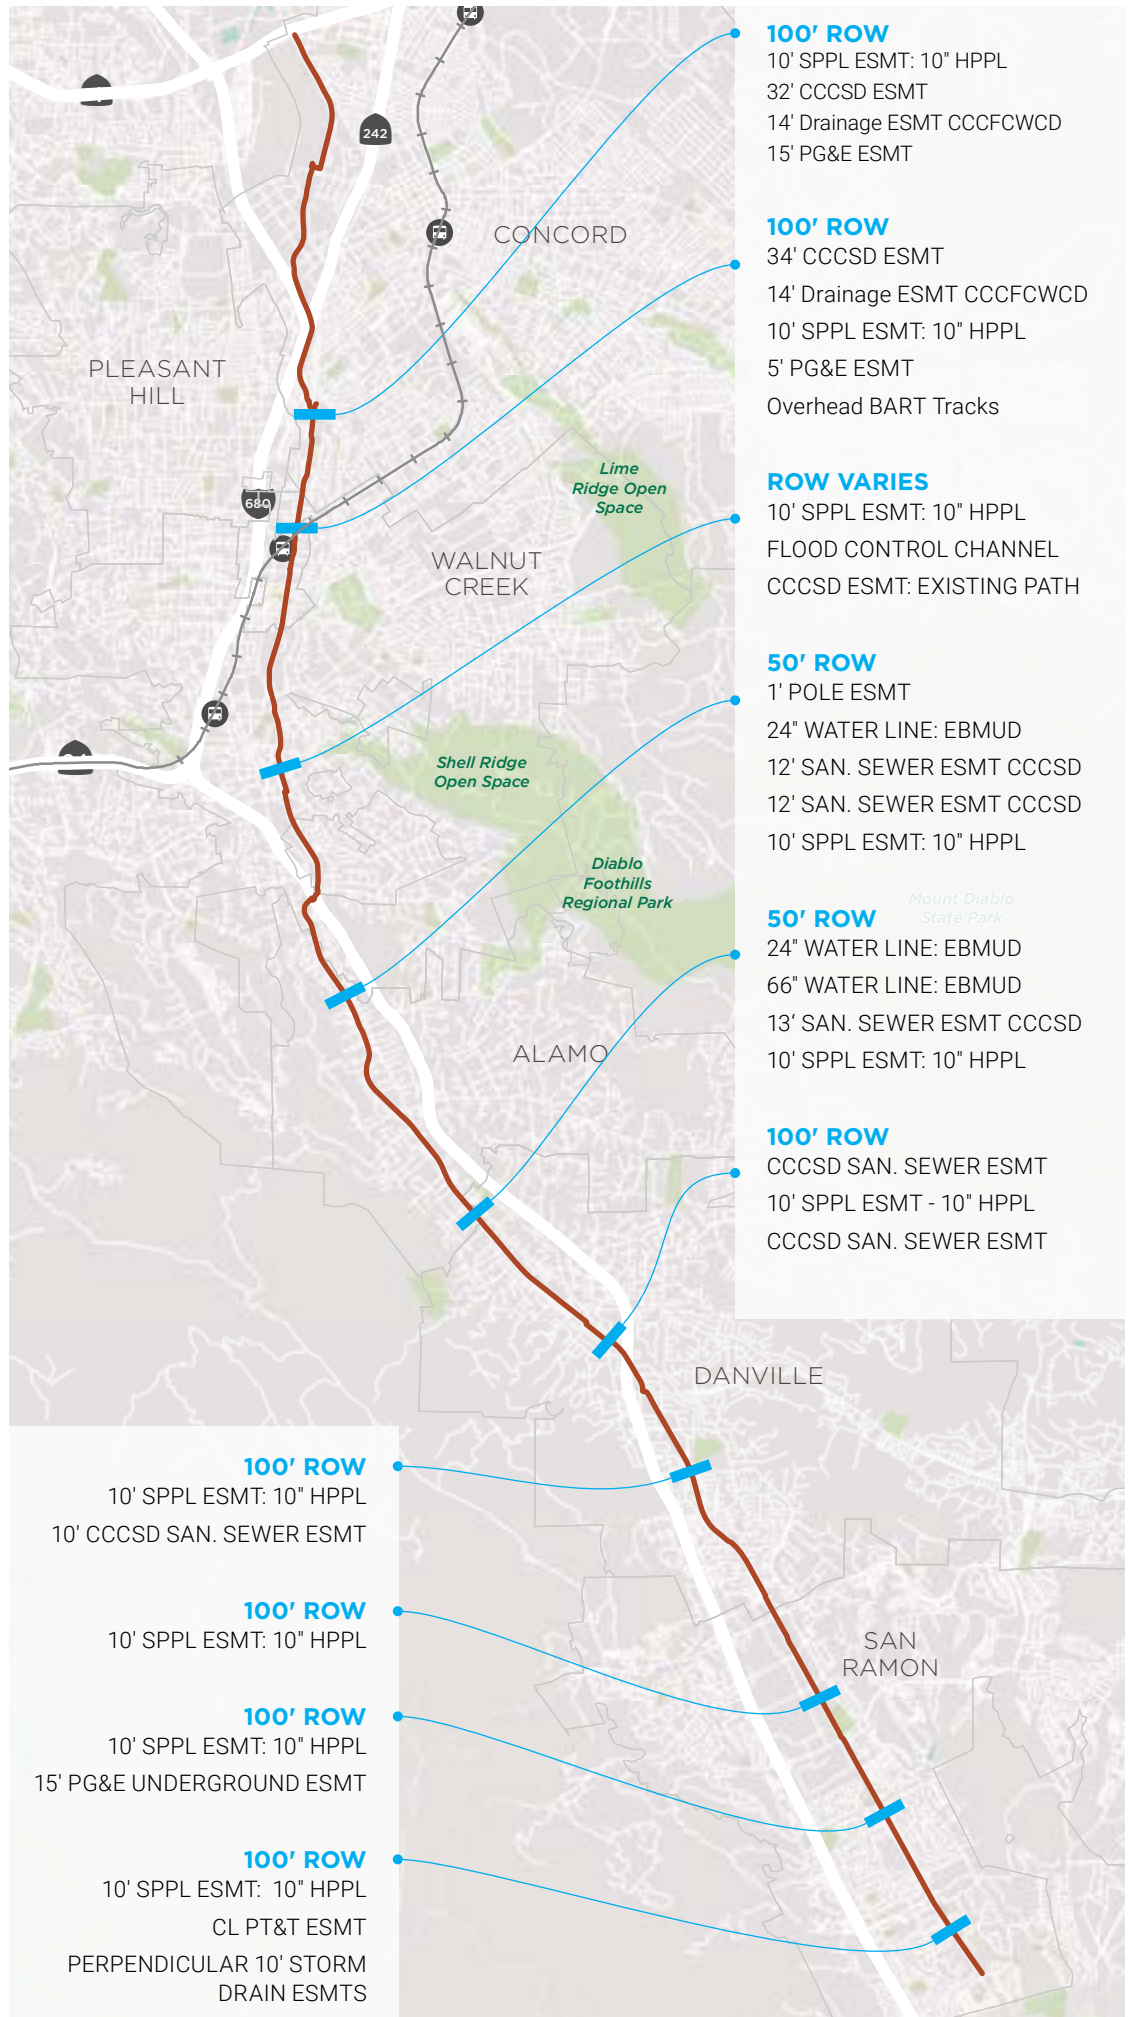 100' ROW
10' SPPL ESMT: 10" HPPL
32' CCCSD ESMT
14' Drainage ESMT CCCFCWCD
15' PG&E ESMT
100' ROW
34' CCCSD ESMT
14' Drainage ESMT CCCFCWCD
10' SPPL ESMT: 10" HPPL
5' PG&E ESMT
Overhead BART Tracks
ROW VARIES
10' SPPL ESMT: 10" HPPL
FLOOD CONTROL CHANNEL
CCCSD ESMT: EXISTING PATH
50' ROW
1' POLE ESMT
24" WATER LINE: EBMUD
12' SAN. SEWER ESMT CCCSD
12' SAN. SEWER ESMT CCCSD
10' SPPL ESMT: 10" HPPL
Mount Diablo
State Park
50' ROW
24" WATER LINE: EBMUD
66" WATER LINE: EBMUD
13‘ SAN. SEWER ESMT CCCSD
10' SPPL ESMT: 10" HPPL
100' ROW
CCCSD SAN. SEWER ESMT
10' SPPL ESMT - 10" HPPL
CCCSD SAN. SEWER ESMT
242
CONCORD
PLEASANT
HILL
680
Lime
Ridge Open
Space
WALNUT
CREEK
Shell Ridge
Open Space
Diablo
Foothills
Regional Park
ALAMO
DANVILLE
SAN
RAMON
100' ROW
10' SPPL ESMT: 10" HPPL
10' CCCSD SAN. SEWER ESMT
100' ROW
10' SPPL ESMT: 10" HPPL
100' ROW
10' SPPL ESMT: 10" HPPL
15' PG&E UNDERGROUND ESMT
100' ROW
10' SPPL ESMT: 10" HPPL
CL PT&T ESMT
PERPENDICULAR 10' STORM
DRAIN ESMTS